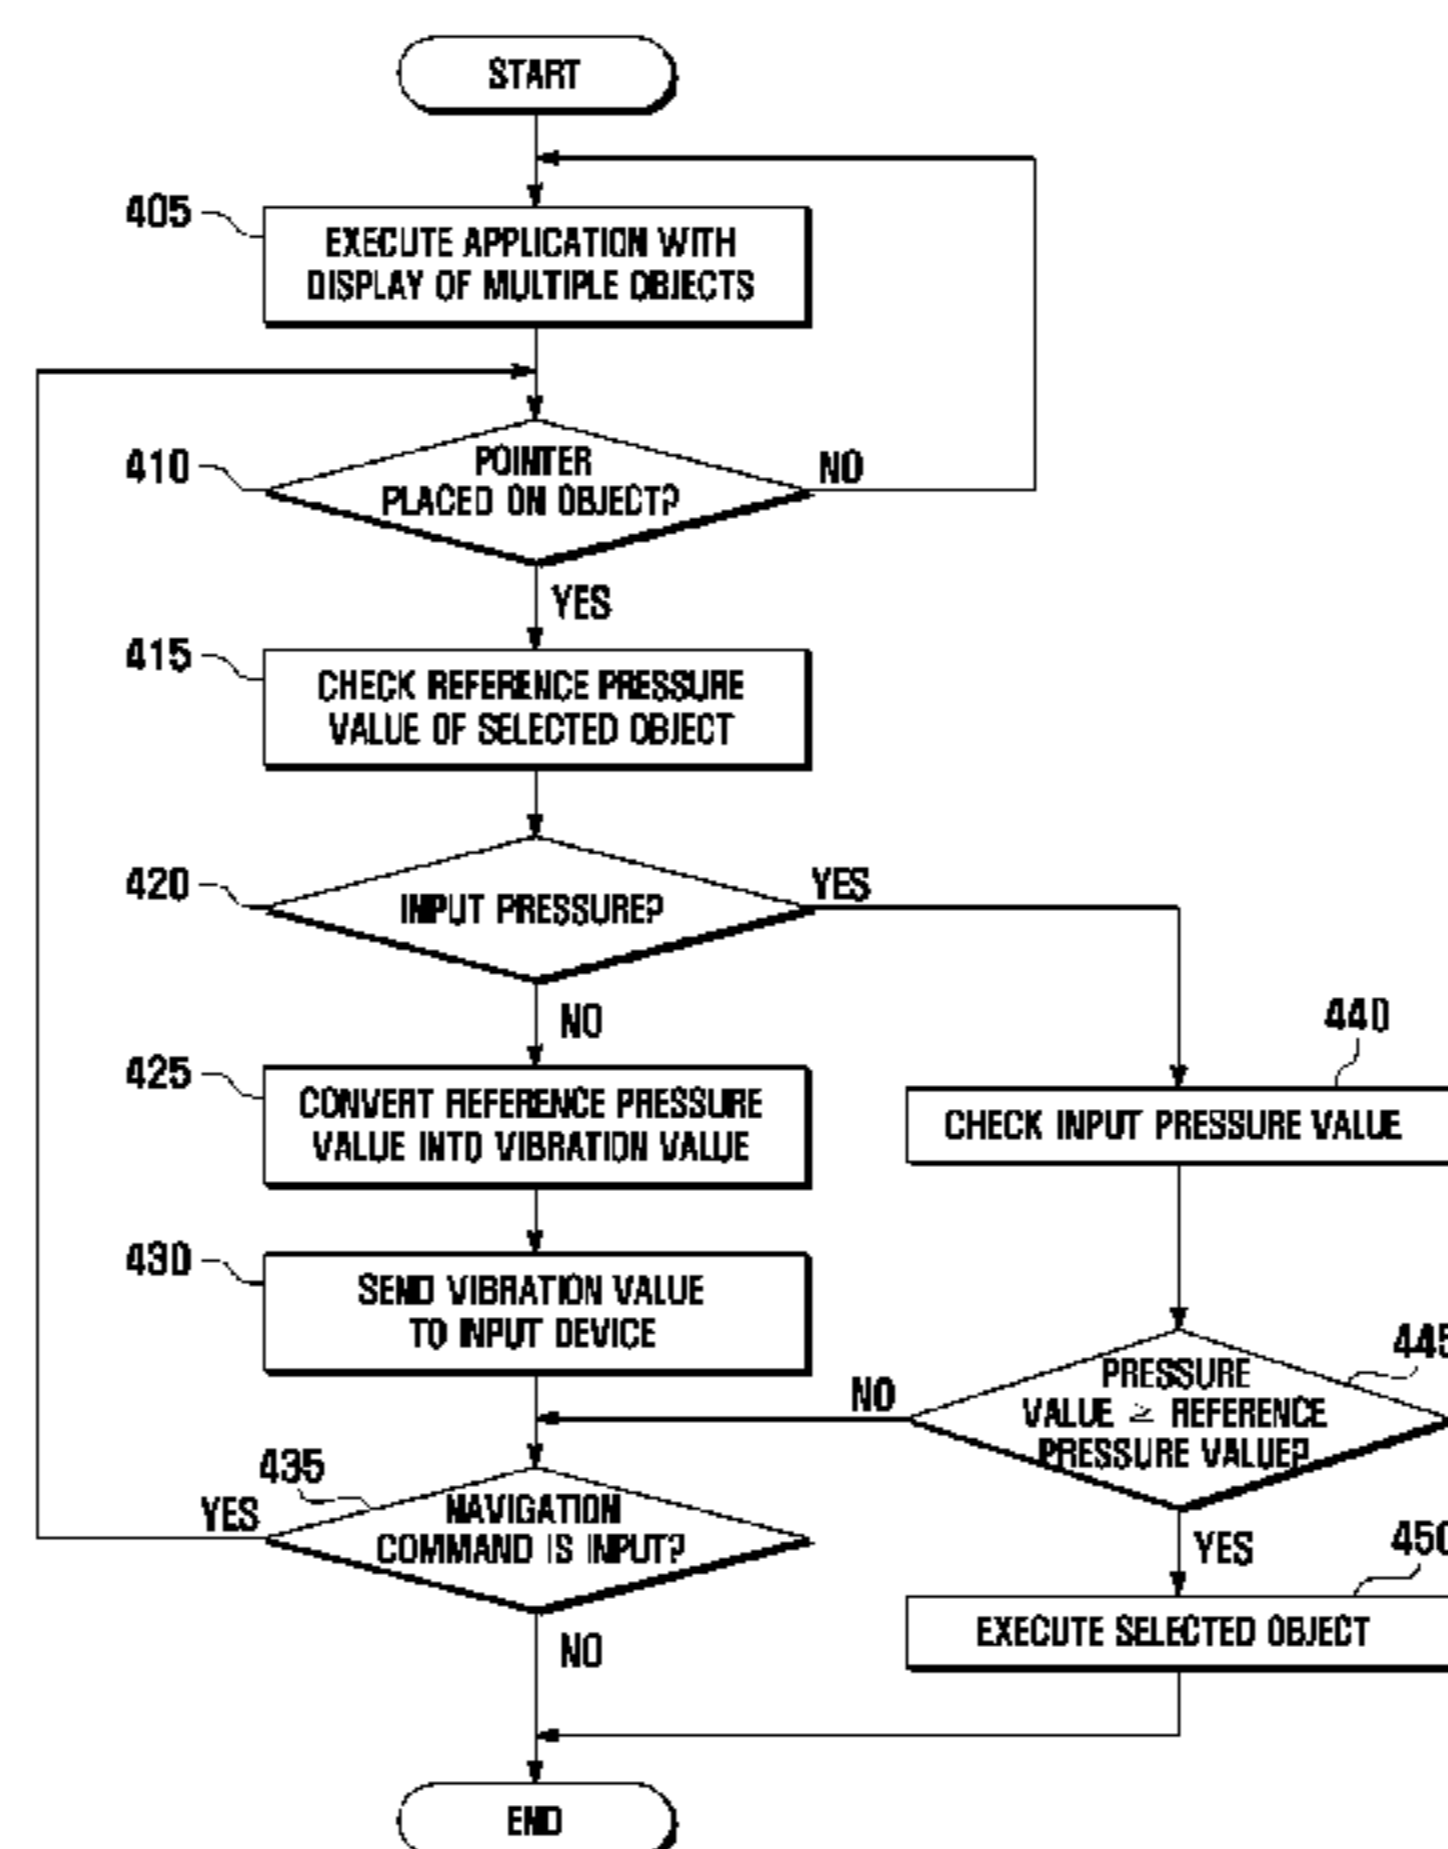 START
405
EXECUTE APPLICATION WITH
DISPLAY OF MULTIPLE OBJECTS
410
POINTER
PLACED ON OBJECT?
NO
YES
415
CHECK REFERENCE PRESSURE
VALUE OF SELECTED OBJECT
420
INPUT PRESSURE?
YES
NO
425
CONVERT REFERENCE PRESSURE
VALUE INTO VIBRATION VALUE
430
SEND VIBRATION VALUE
TO INPUT DEVICE
440
CHECK INPUT PRESSURE VALUE
445
PRESSURE
VALUE ≥ REFERENCE
PRESSURE VALUE?
NO
YES
435
NAVIGATION
COMMAND IS INPUT?
YES
NO
450
EXECUTE SELECTED OBJECT
END